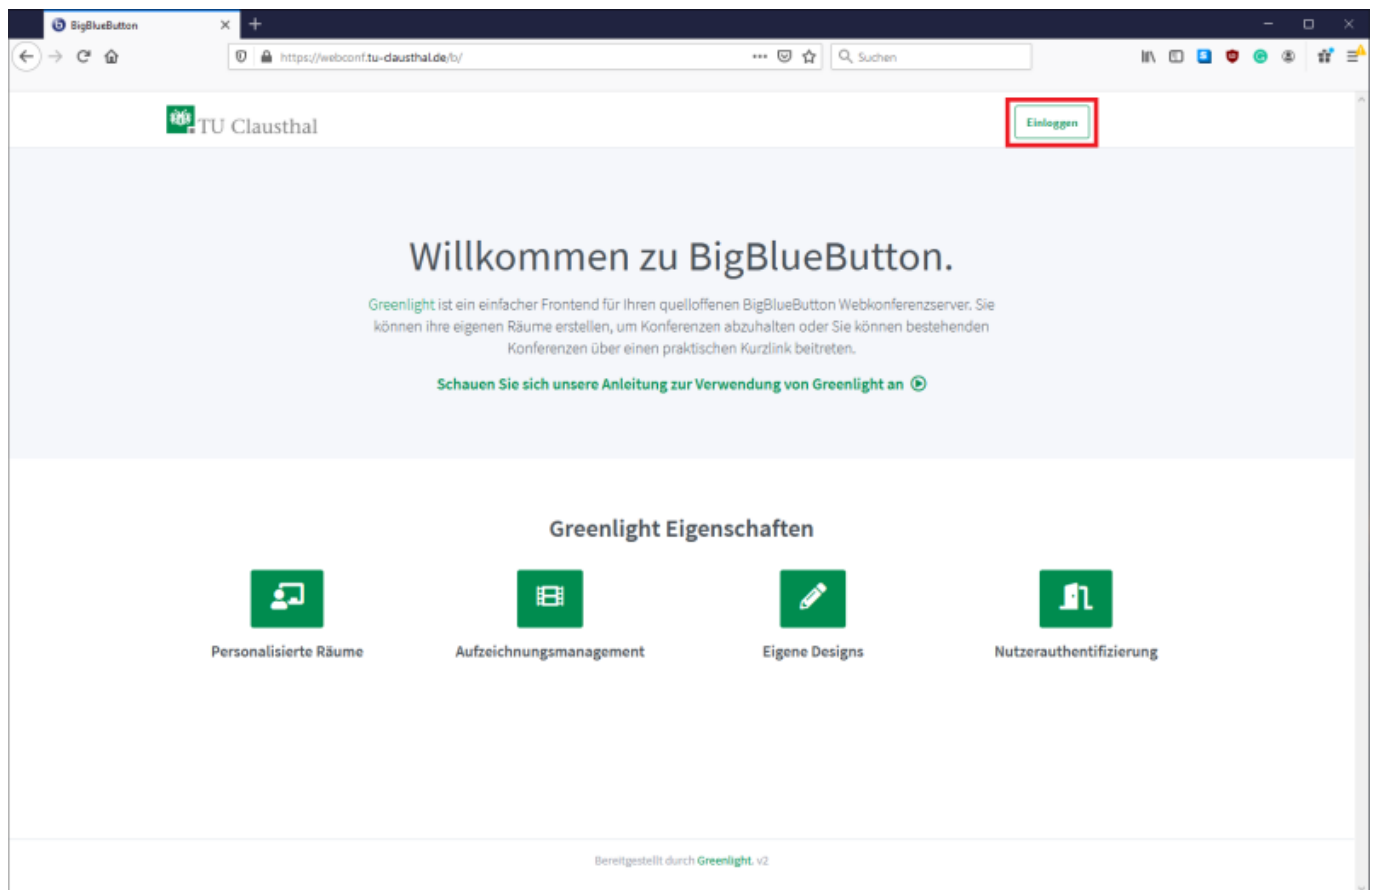 BigBlueButton
https://webconf.tu-clausthal.de/b/
Suchen
TU Clausthal
Einloggen
Willkommen zu BigBlueButton.
Greenlight ist ein einfacher Frontend für Ihren quelloffenen BigBlueButton Webkonferenzserver. Sie
können ihre eigenen Räume erstellen, um Konferenzen abzuhalten oder Sie können bestehenden
Konferenzen über einen praktischen Kurzlink beitreten.
Schauen Sie sich unsere Anleitung zur Verwendung von Greenlight an
Greenlight Eigenschaften
Personalisierte Räume
Aufzeichnungsmanagement
Eigene Designs
Nutzerauthentifizierung
Bereitgestellt durch Greenlight. v2